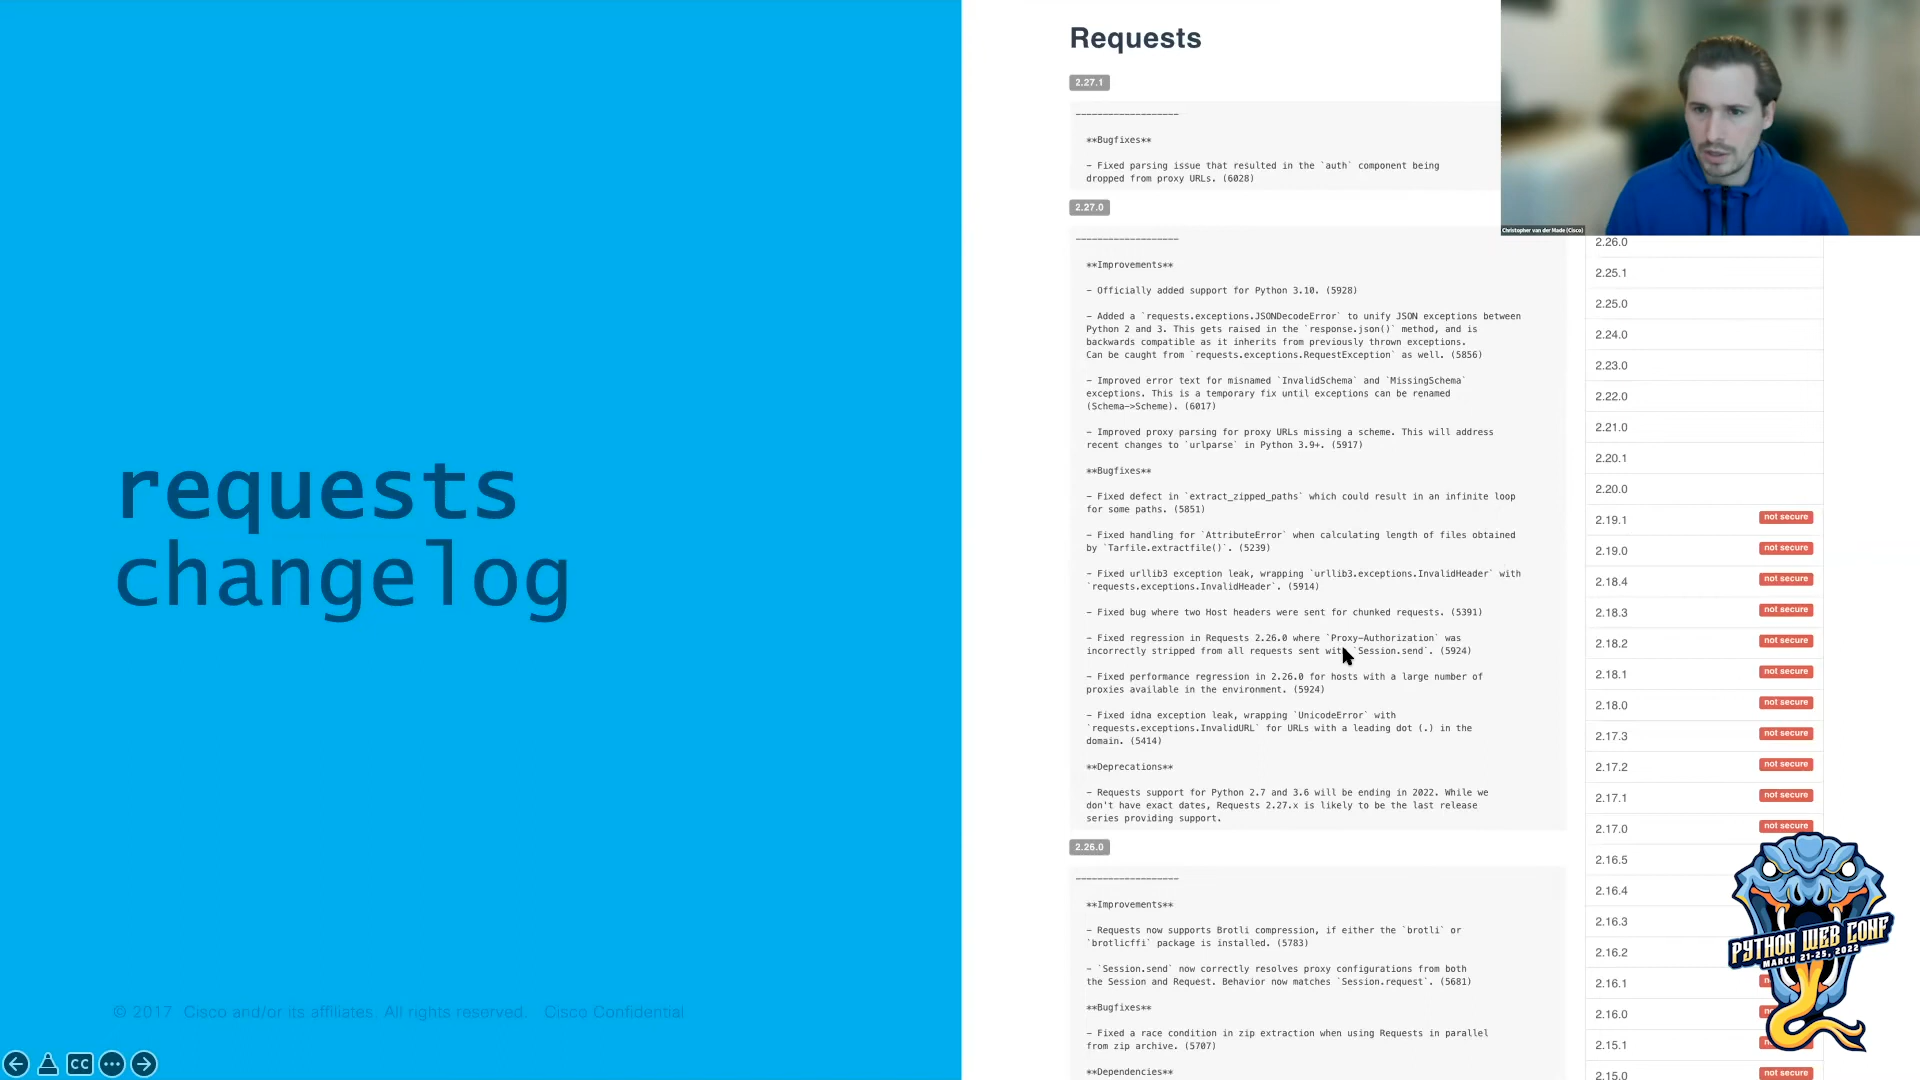 requests
changelog
© 2017 Cisco and/or its affiliates. All rights reserved. Cisco Confidential
CC
Requests
2.27.1
-------------------
**Bugfixes**
- Fixed parsing issue that resulted in the `auth` component being
dropped from proxy URLs. (6028)
2.27.0
-------------------
**Improvements**
- Officially added support for Python 3.10. (5928)
- Added a `requests.exceptions.JSONDecodeError` to unify JSON exceptions between
Python 2 and 3. This gets raised in the `response.json()` method, and is
backwards compatible as it inherits from previously thrown exceptions.
Can be caught from `requests.exceptions.RequestException` as well. (5856)
- Improved error text for misnamed `InvalidSchema` and `MissingSchema`
exceptions. This is a temporary fix until exceptions can be renamed
(Schema->Scheme). (6017)
- Improved proxy parsing for proxy URLs missing a scheme. This will address
recent changes to `urlparse` in Python 3.9+. (5917)
**Bugfixes**
- Fixed defect in `extract_zipped_paths` which could result in an infinite loop
for some paths. (5851)
- Fixed handling for `AttributeError` when calculating length of files obtained
by `Tarfile.extractfile()`. (5239)
- Fixed urllib3 exception leak, wrapping `urllib3.exceptions.InvalidHeader` with
`requests.exceptions.InvalidHeader`. (5914)
- Fixed bug where two Host headers were sent for chunked requests. (5391)
- Fixed regression in Requests 2.26.0 where `Proxy-Authorization` was
incorrectly stripped from all requests sent with `Session.send`. (5924)
- Fixed performance regression in 2.26.0 for hosts with a large number of
proxies available in the environment. (5924)
- Fixed idna exception leak, wrapping `UnicodeError` with
`requests.exceptions.InvalidURL` for URLs with a leading dot (.) in the
domain. (5414)
**Deprecations**
- Requests support for Python 2.7 and 3.6 will be ending in 2022. While we
don't have exact dates, Requests 2.27.x is likely to be the last release
series providing support.
2.26.0
-------------------
**Improvements**
- Requests now supports Brotli compression, if either the `brotli` or
`brotlicffi` package is installed. (5783)
- `Session.send` now correctly resolves proxy configurations from both
the Session and Request. Behavior now matches `Session.request`. (5681)
**Bugfixes**
- Fixed a race condition in zip extraction when using Requests in parallel
from zip archive. (5707)
**Dependencies**
Christopher van der Made (Cisco)
2.26.0
2.25.1
2.25.0
2.24.0
2.23.0
2.22.0
2.21.0
2.20.1
2.20.0
2.19.1 not secure
2.19.0 not secure
2.18.4 not secure
2.18.3 not secure
2.18.2 not secure
2.18.1 not secure
2.18.0 not secure
2.17.3 not secure
2.17.2 not secure
2.17.1 not secure
2.17.0 not secure
2.16.5
2.16.4
2.16.3
2.16.2
2.16.1
2.16.0
2.15.1
2.15.0 not secure
PYTHON WEB CONF
MARCH 21-25, 2022